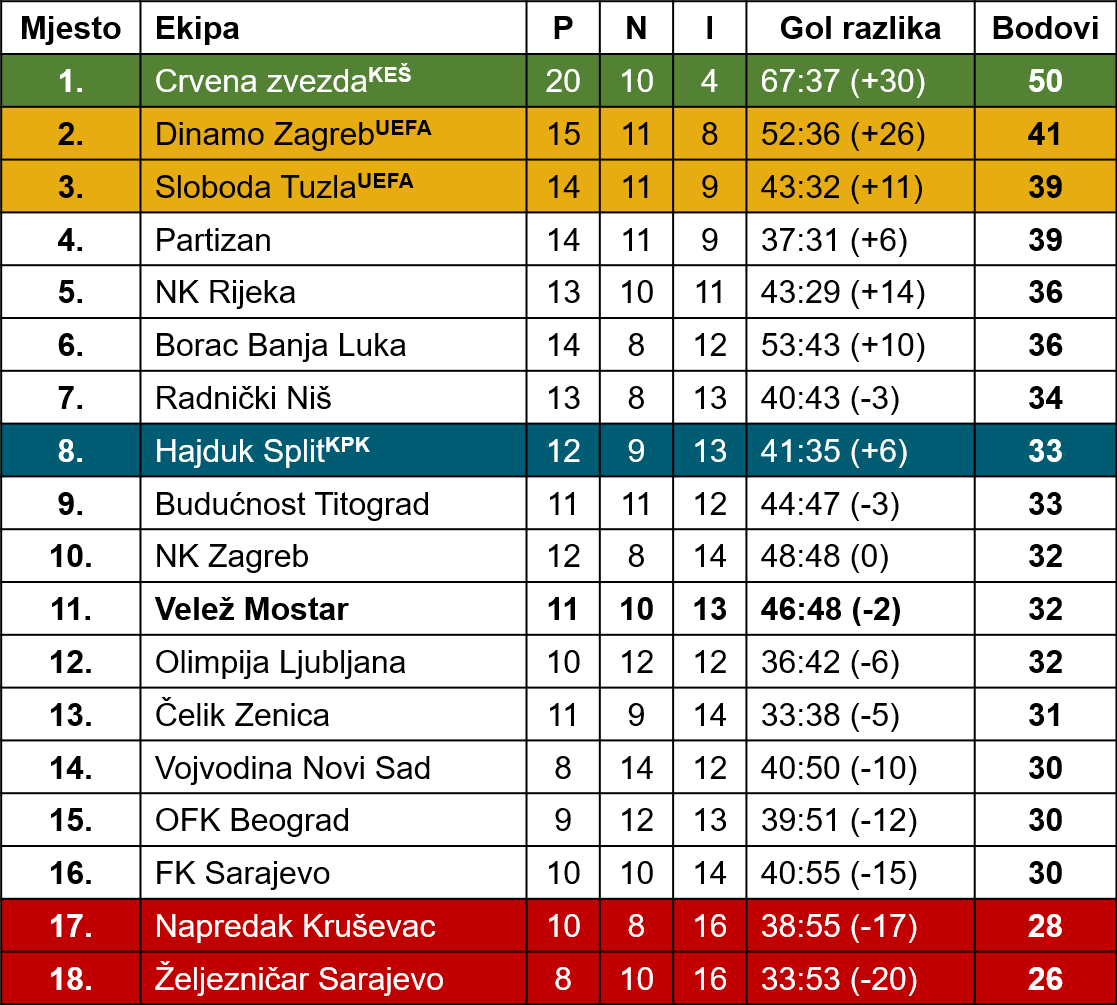 Mjesto Ekipa P N I Gol razlika Bodovi
1. Crvena zvezdaKEŠ 20 10 4 67:37 (+30) 50
2. Dinamo ZagrebUEFA 15 11 8 52:36 (+26) 41
3. Sloboda TuzlaUEFA 14 11 9 43:32 (+11) 39
4. Partizan 14 11 9 37:31 (+6) 39
5. NK Rijeka 13 10 11 43:29 (+14) 36
6. Borac Banja Luka 14 8 12 53:43 (+10) 36
7. Radnički Niš 13 8 13 40:43 (-3) 34
8. Hajduk SplitKPK 12 9 13 41:35 (+6) 33
9. Budućnost Titograd 11 11 12 44:47 (-3) 33
10. NK Zagreb 12 8 14 48:48 (0) 32
11. Velež Mostar 11 10 13 46:48 (-2) 32
12. Olimpija Ljubljana 10 12 12 36:42 (-6) 32
13. Čelik Zenica 11 9 14 33:38 (-5) 31
14. Vojvodina Novi Sad 8 14 12 40:50 (-10) 30
15. OFK Beograd 9 12 13 39:51 (-12) 30
16. FK Sarajevo 10 10 14 40:55 (-15) 30
17. Napredak Kruševac 10 8 16 38:55 (-17) 28
18. Željezničar Sarajevo 8 10 16 33:53 (-20) 26